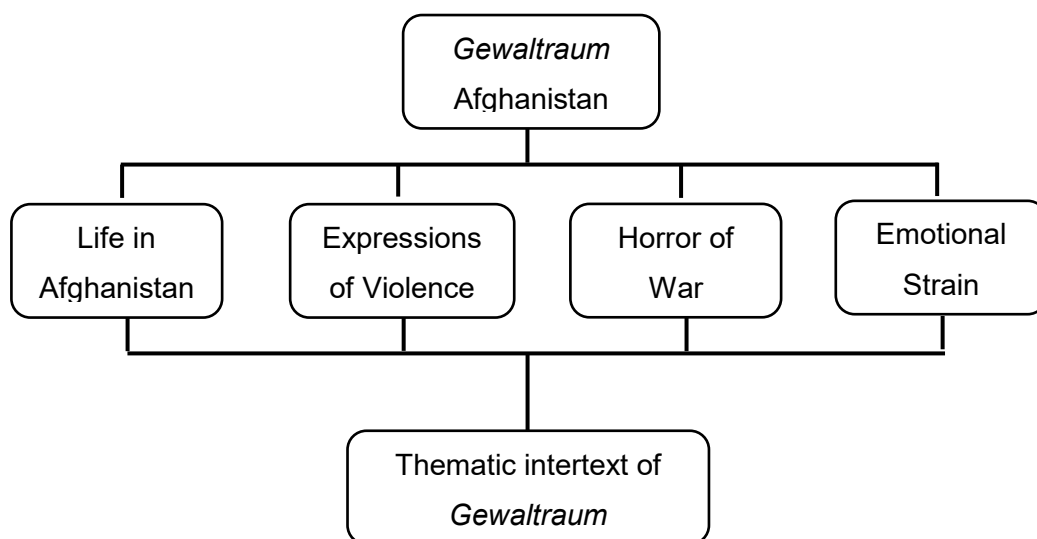 Gewaltraum
Afghanistan
Life in
Afghanistan
Expressions
of Violence
Horror of
War
Emotional
Strain
Thematic intertext of
Gewaltraum